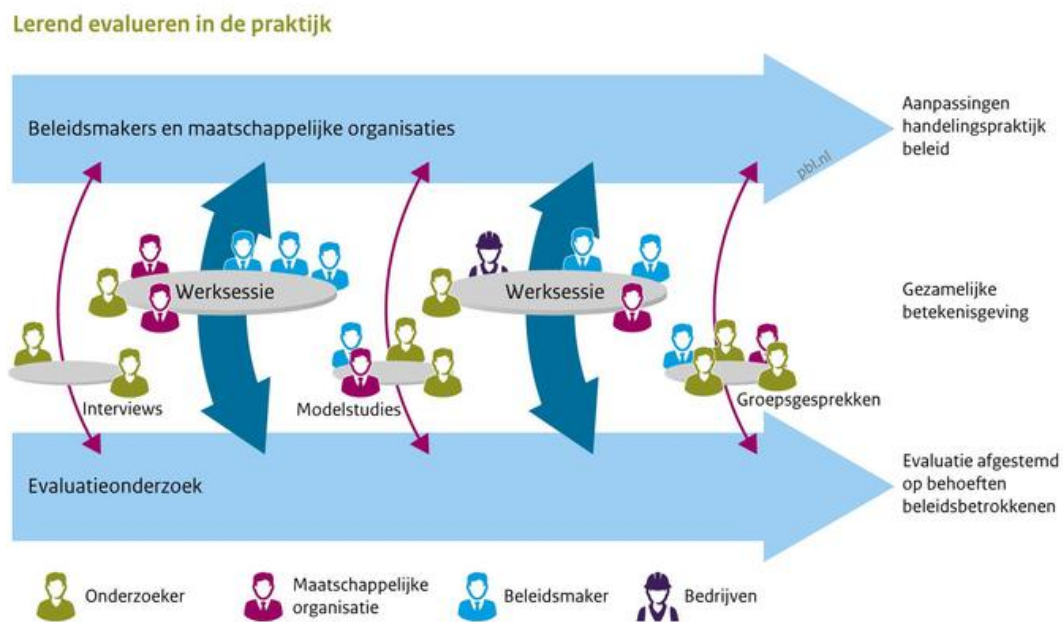 Lerend evalueren in de praktijk
Beleidsmakers en maatschappelijke organisaties
Aanpassingen
handelingspraktijk
beleid
pbl.nl
Werksessie
Werksessie
Gezamelijke
betekenisgeving
Interviews
Modelstudies
Groepsgesprekken
Evaluatieonderzoek
Evaluatie afgestemd
op behoeften
beleidsbetrokkenen
Onderzoeker
Maatschappelijke
organisatie
Beleidsmaker
Bedrijven